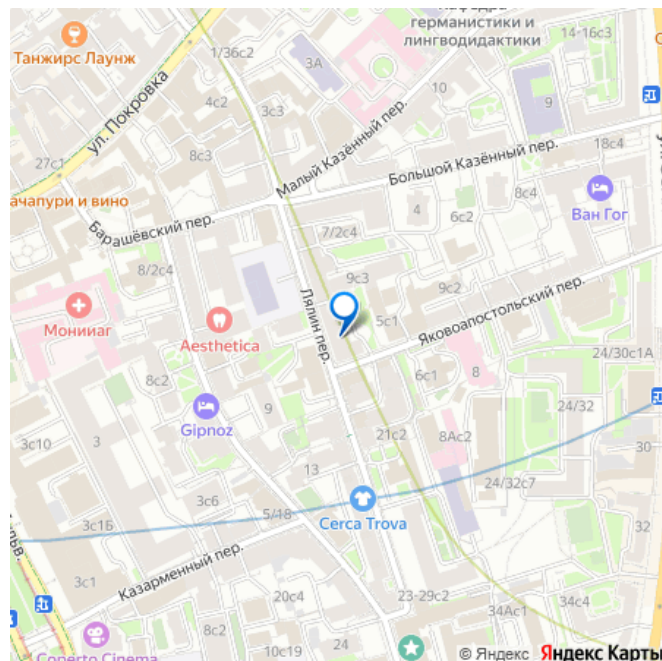 Кафедра
германистики и
лингводидактики
14-16с3
Танжирс Лаунж
1/36с2
3А
10
9
4с2
3с3
ул. Покровка
Малый Казённый пер.
8с3
Большой Казённый пер.
18с4
27с1
8с4
ачапури и вино
Ван Гог
4
6с2
Барашёвский пер.
7/2с4
8/2с4
9с3
9с2
Яковоапостольский пер.
Мониаг
Aesthetica
Лялин пер.
5с1
24/30с1А
8с2
6с1
8
9
Gipnoz
24/32
3
21с2
8Ас2
30
3с10
13
24/32с7
3с6
3с1Б
5/18
Cerca Trova
32
Казарменный пер.
3с1
20с4
23-29с2
34с4
34Ас1
8с2
Coperto Cinema
10с19
24
© Яндекс Яндекс Карты